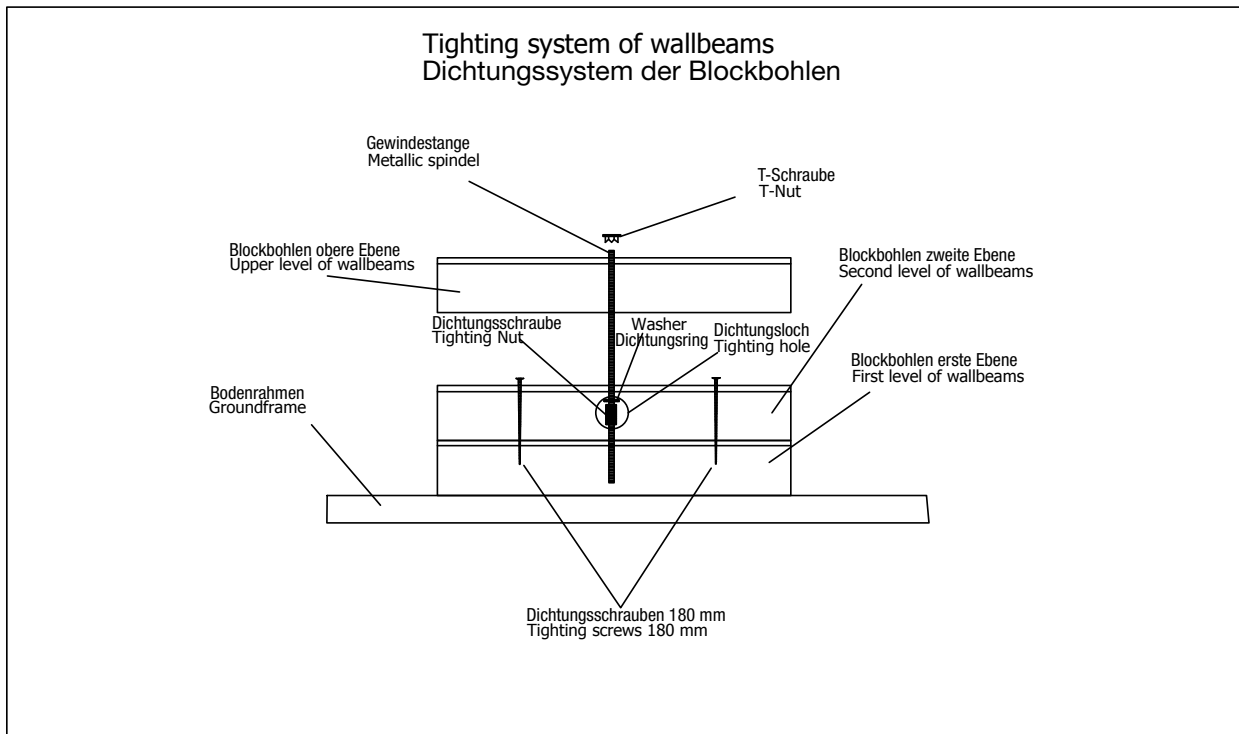 Tighting system of wallbeams
Dichtungssystem der Blockbohlen
Gewindestange
Metallic spindel
T-Schraube
T-Nut
Blockbohlen obere Ebene
Upper level of wallbeams
Blockbohlen zweite Ebene
Second level of wallbeams
Dichtungsschraube
Tighting Nut
Washer
Dichtungsring
Dichtungsloch
Tighting hole
Blockbohlen erste Ebene
First level of wallbeams
Bodenrahmen
Groundframe
Dichtungsschrauben 180 mm
Tighting screws 180 mm